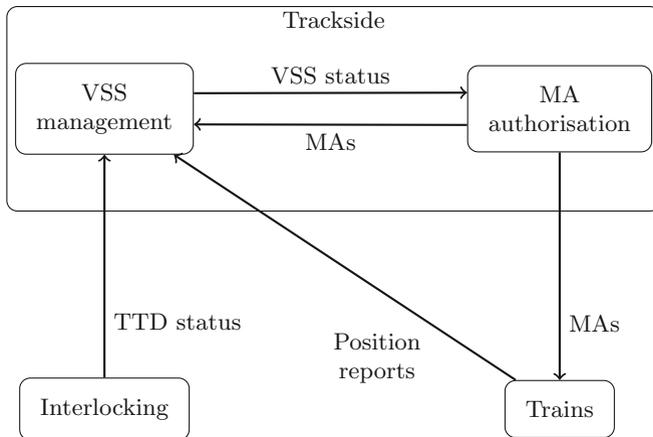 Trackside
VSS
management
VSS status
MA
authorisation
MAs
TTD status
Position
reports
MAs
Interlocking
Trains